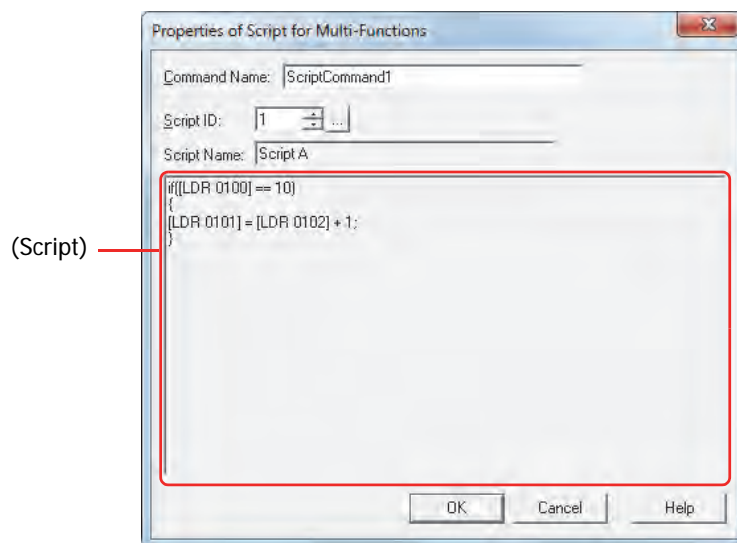 Properties of Script for Multi-Functions
Command Name: ScriptCommand1
Script ID: 1 ...
Script Name: Script A
if([LDR 0100] == 10)
{
[LDR 0101] = [LDR 0102] + 1;
}
(Script)
OK Cancel Help